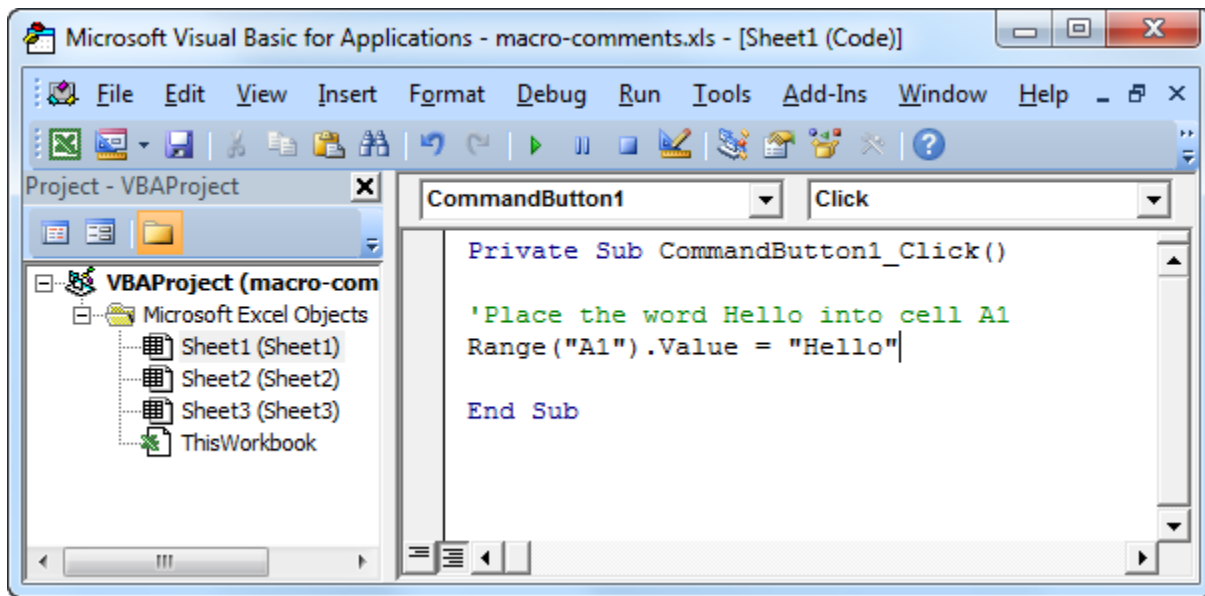 Microsoft Visual Basic for Applications - macro-comments.xls - [Sheet1 (Code)]
File Edit View Insert Format Debug Run Tools Add-Ins Window Help
Project - VBAProject
CommandButton1 Click
VBAProject (macro-com
Microsoft Excel Objects
Sheet1 (Sheet1)
Sheet2 (Sheet2)
Sheet3 (Sheet3)
ThisWorkbook
Private Sub CommandButton1_Click()
'Place the word Hello into cell A1
Range("A1").Value = "Hello"
End Sub